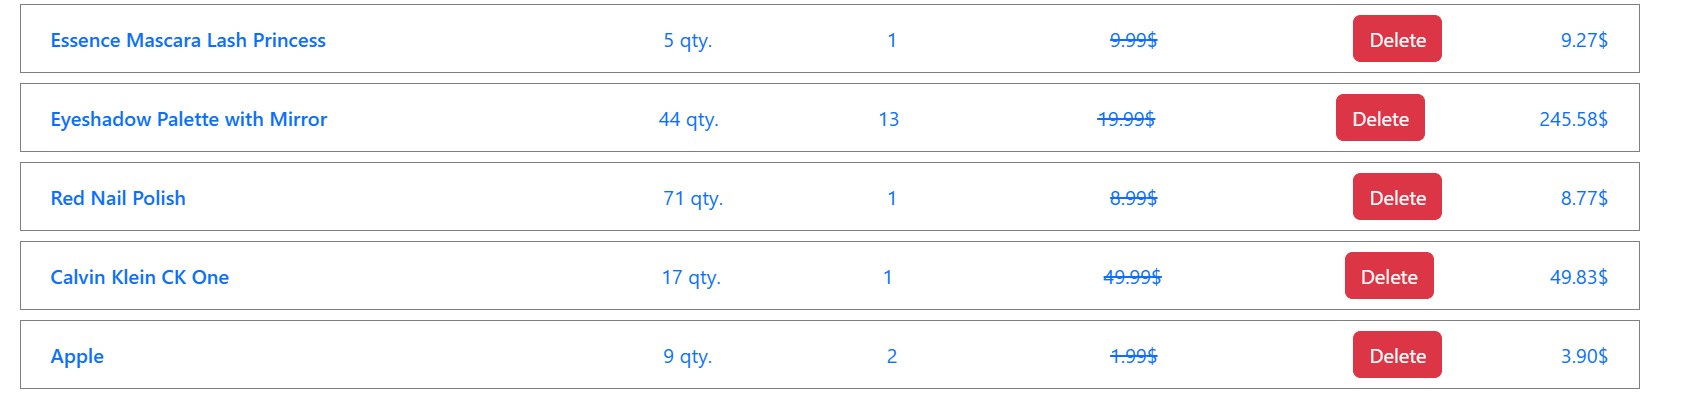 Essence Mascara Lash Princess 5 qty. 1 9.99$ Delete 9.27$
Eyeshadow Palette with Mirror 44 qty. 13 19.99$ Delete 245.58$
Red Nail Polish 71 qty. 1 8.99$ Delete 8.77$
Calvin Klein CK One 17 qty. 1 49.99$ Delete 49.83$
Apple 9 qty. 2 1.99$ Delete 3.90$